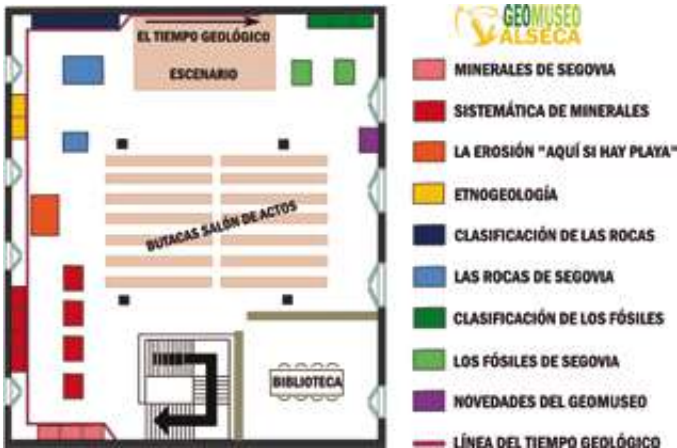 EL TIEMPO GEOLÓGICO
ESCENARIO
BUTACAS SALÓN DE ACTOS
BIBLIOTECA
GEOMUSEO
ALSECA
MINERALES DE SEGOVIA
SISTEMÁTICA DE MINERALES
LA EROSIÓN "AQUÍ SI HAY PLAYA"
ETNOGEOLOGÍA
CLASIFICACIÓN DE LAS ROCAS
LAS ROCAS DE SEGOVIA
CLASIFICACIÓN DE LOS FÓSILES
LOS FÓSILES DE SEGOVIA
NOVEDADES DEL GEOMUSEO
LÍNEA DEL TIEMPO GEOLÓGICO